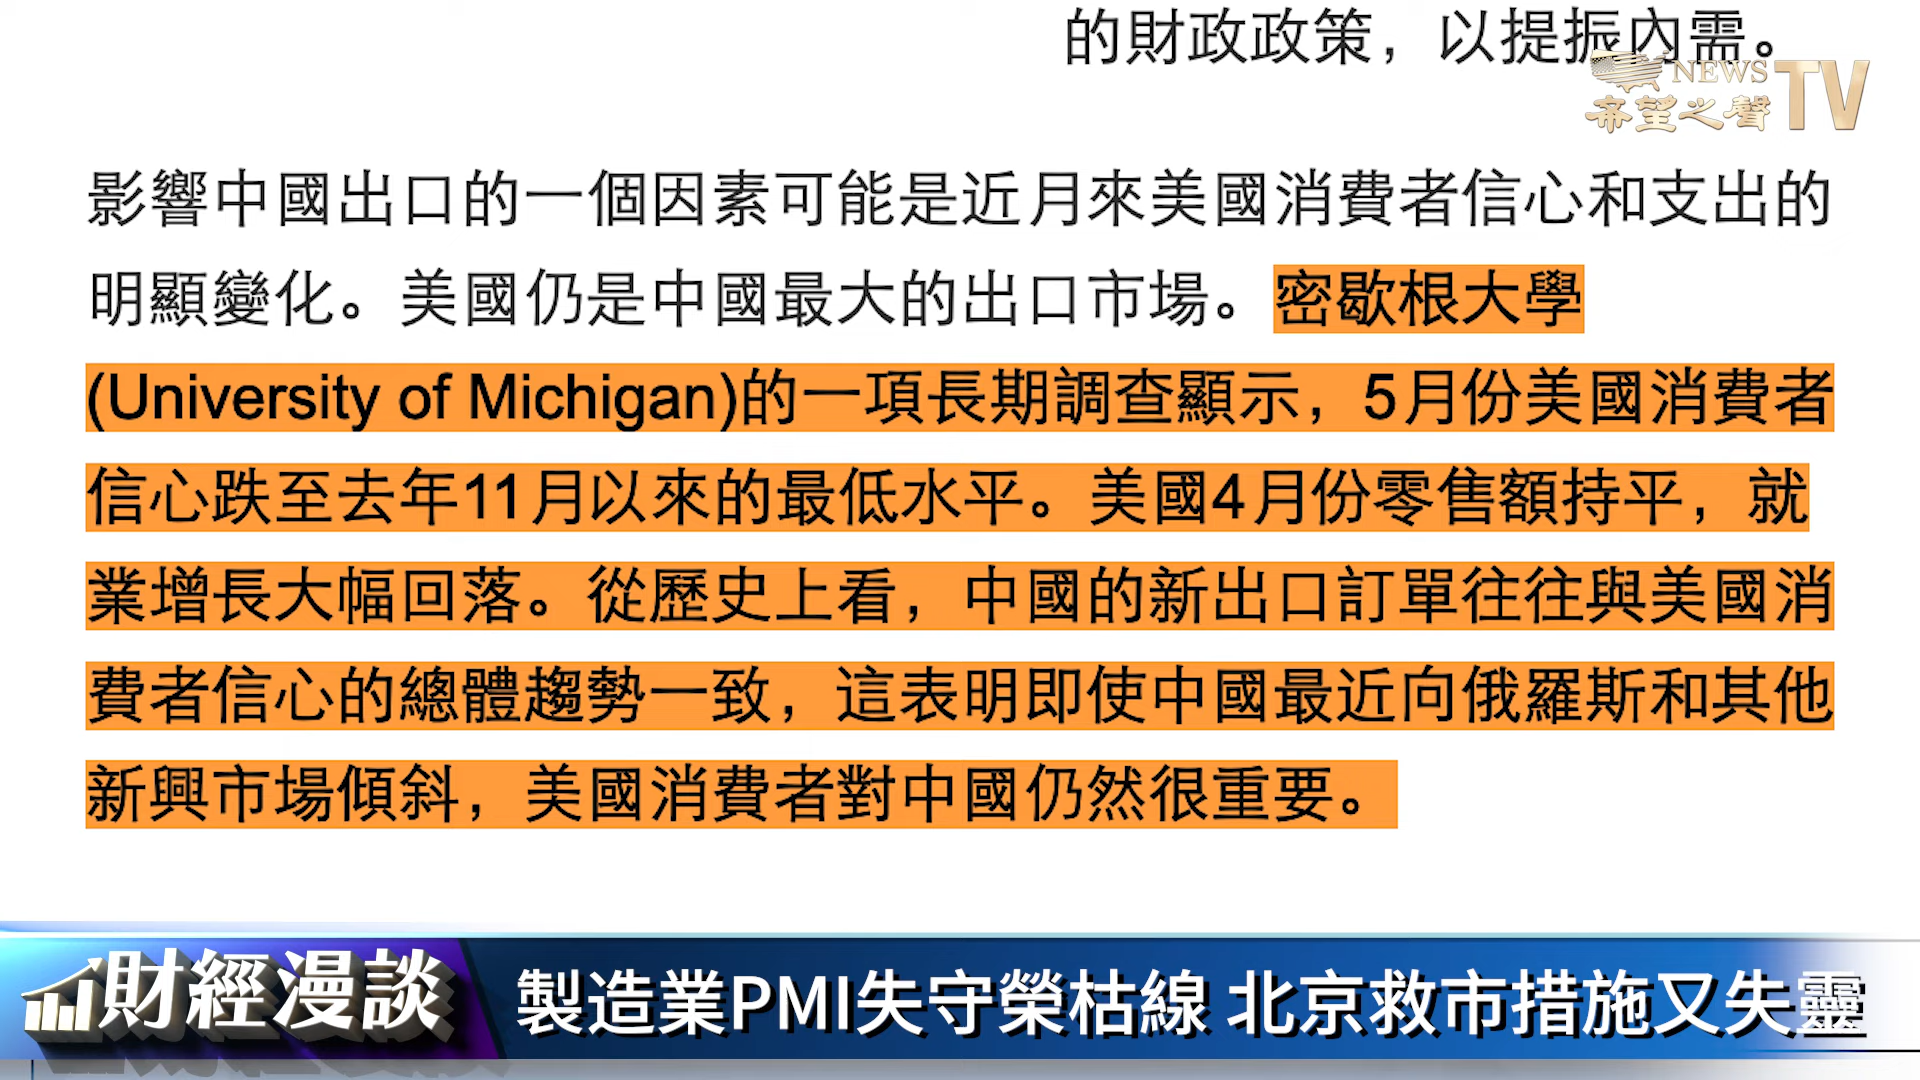 的財政政策，以提振內需。
NEWS
希望之聲
TV
影響中國出口的一個因素可能是近月來美國消費者信心和支出的
明顯變化。美國仍是中國最大的出口市場。密歇根大學
(University of Michigan)的一項長期調查顯示，5月份美國消費者
信心跌至去年11月以來的最低水平。美國4月份零售額持平，就
業增長大幅回落。從歷史上看，中國的新出口訂單往往與美國消
費者信心的總體趨勢一致，這表明即使中國最近向俄羅斯和其他
新興市場傾斜，美國消費者對中國仍然很重要。
財經漫談
製造業PMI失守榮枯線 北京救市措施又失靈